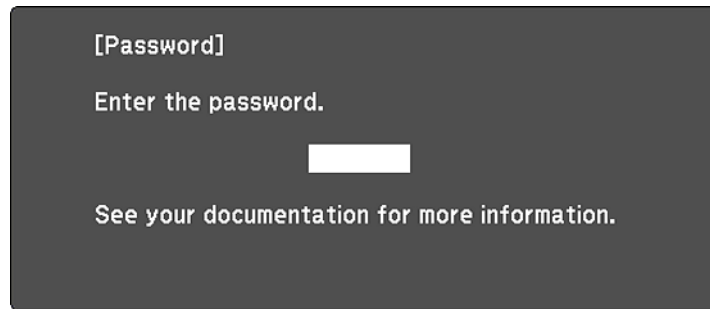 [Password]
Enter the password.
See your documentation for more information.